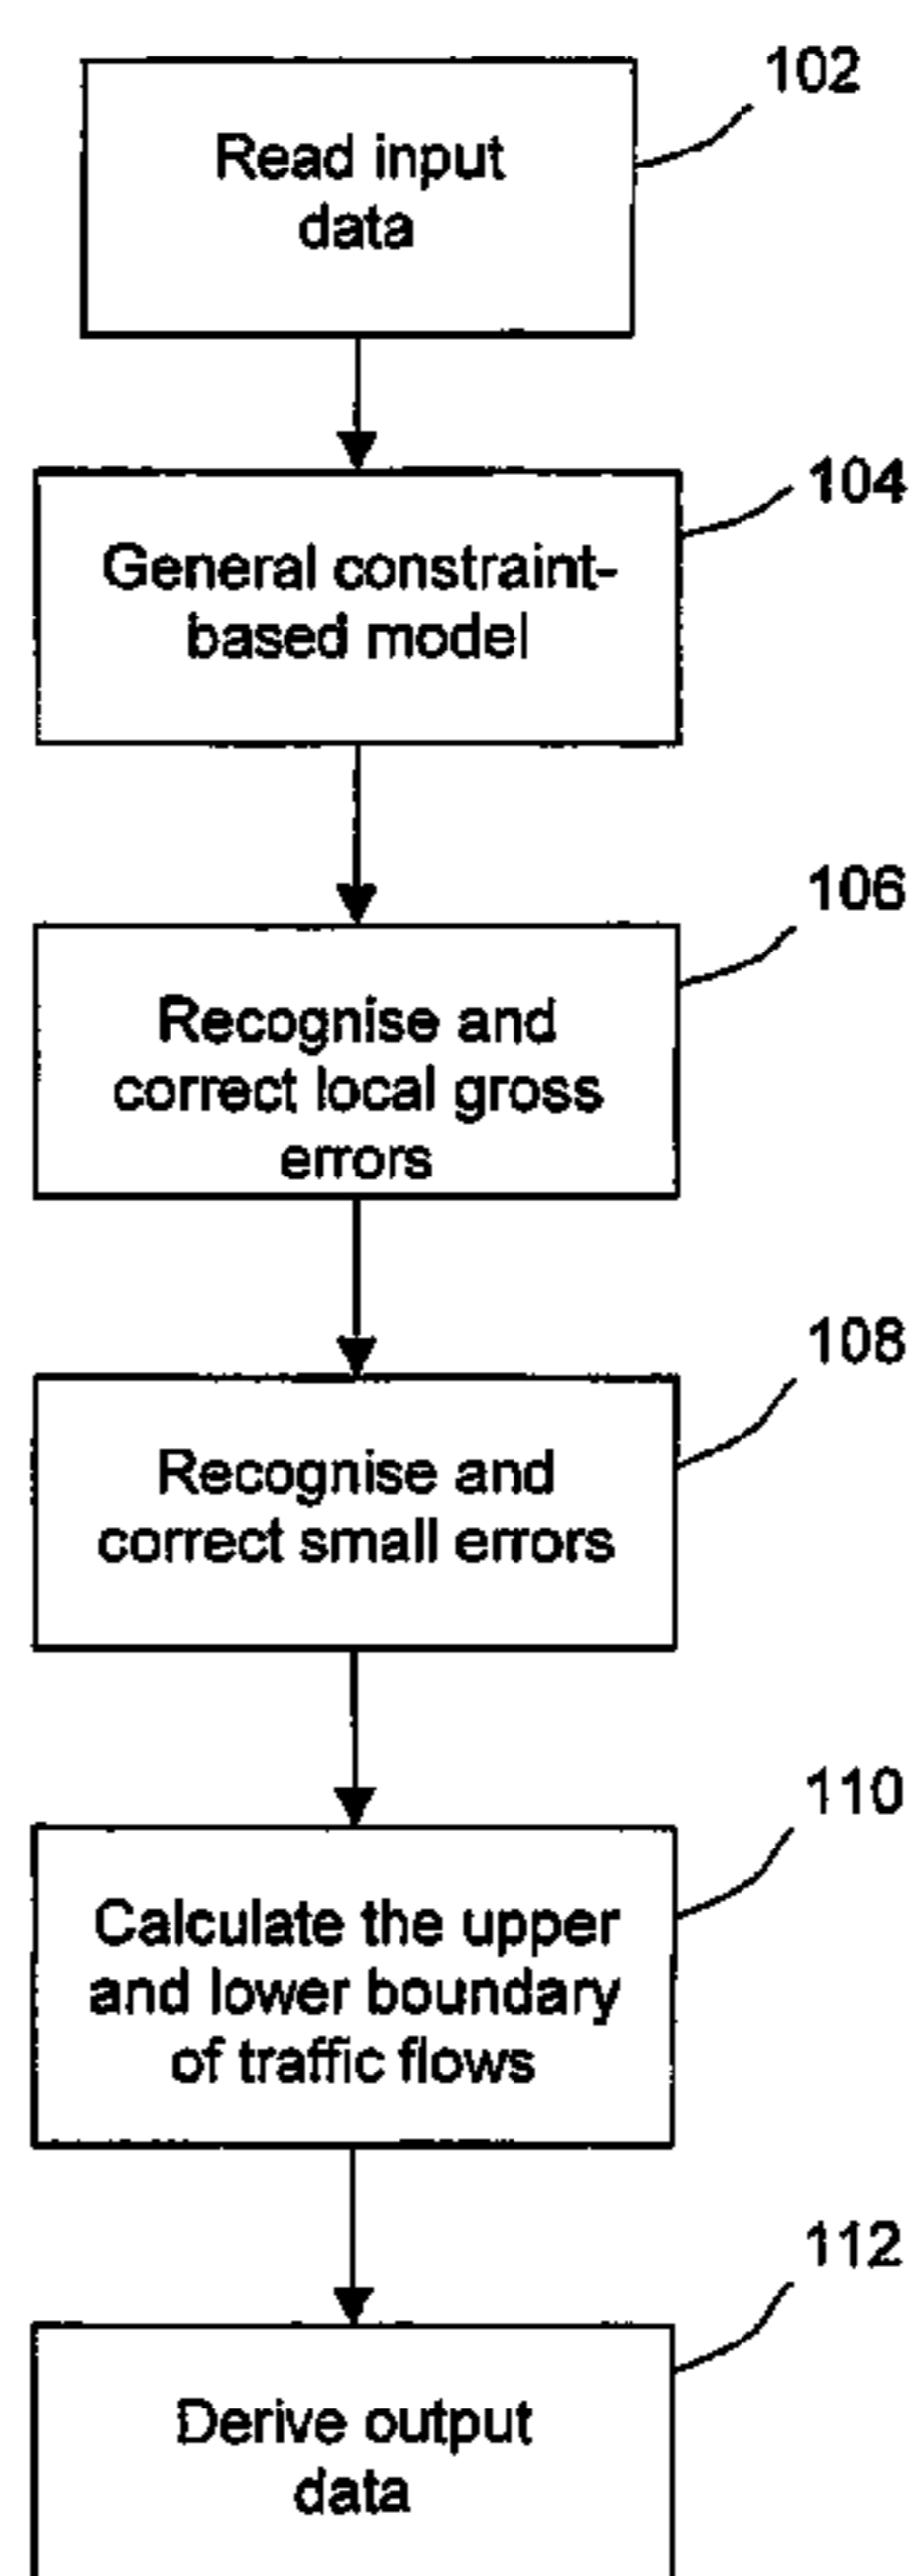 102
Read input
data
104
General constraint-
based model
106
Recognise and
correct local gross
errors
108
Recognise and
correct small errors
110
Calculate the upper
and lower boundary
of traffic flows
112
Derive output
data